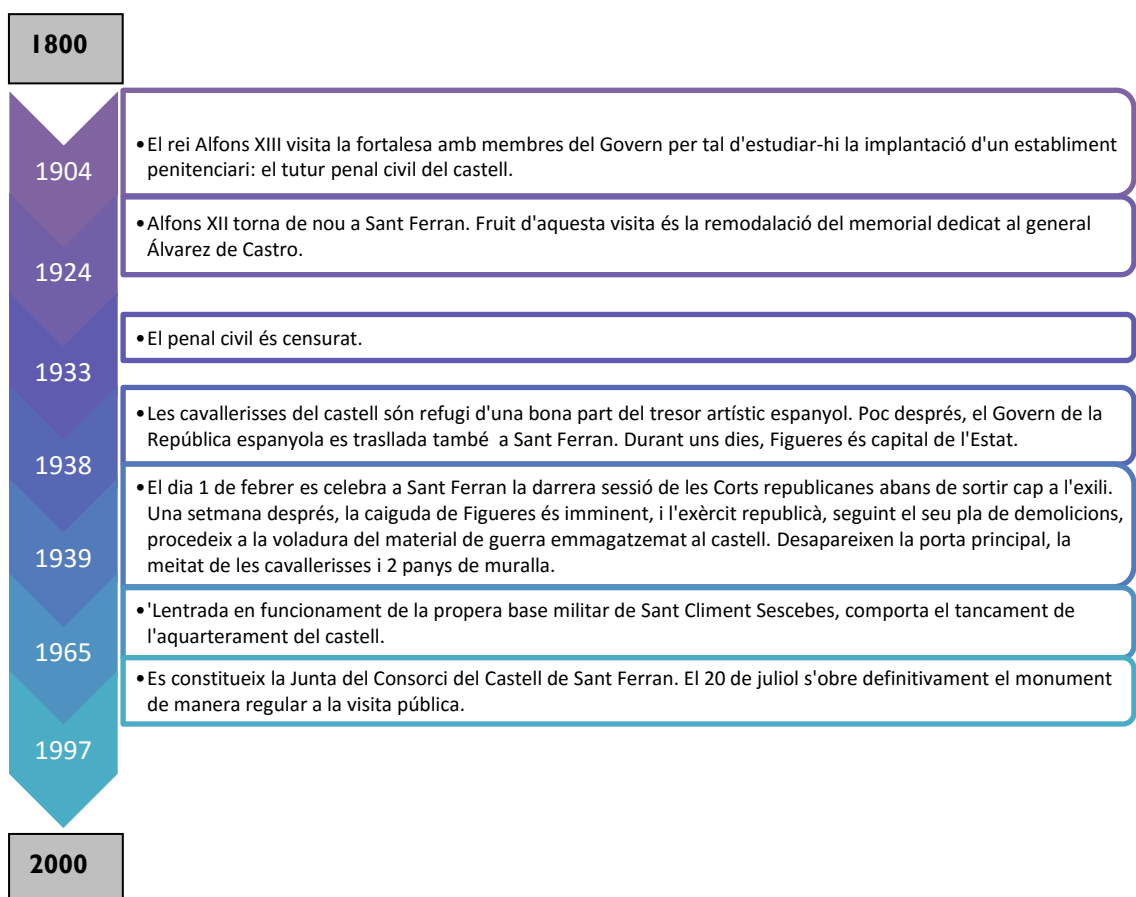 1800
1904
•El rei Alfons XIII visita la fortalesa amb membres del Govern per tal d'estudiar-hi la implantació d'un establiment
penitenciari: el tutur penal civil del castell.
1924
•Alfons XII torna de nou a Sant Ferran. Fruit d'aquesta visita és la remodalació del memorial dedicat al general
Álvarez de Castro.
1933
•El penal civil és censurat.
1938
•Les cavallerisses del castell són refugi d'una bona part del tresor artístic espanyol. Poc després, el Govern de la
República espanyola es trasllada també a Sant Ferran. Durant uns dies, Figueres és capital de l'Estat.
1939
•El dia 1 de febrer es celebra a Sant Ferran la darrera sessió de les Corts republicanes abans de sortir cap a l'exili.
Una setmana després, la caiguda de Figueres és imminent, i l'exèrcit republicà, seguint el seu pla de demolicions,
procedeix a la voladura del material de guerra emmagatzemat al castell. Desapareixen la porta principal, la
meitat de les cavallerisses i 2 panys de muralla.
1965
•'Lentrada en funcionament de la propera base militar de Sant Climent Sescebes, comporta el tancament de
l'aquarterament del castell.
1997
•Es constitueix la Junta del Consorci del Castell de Sant Ferran. El 20 de juliol s'obre definitivament el monument
de manera regular a la visita pública.
2000